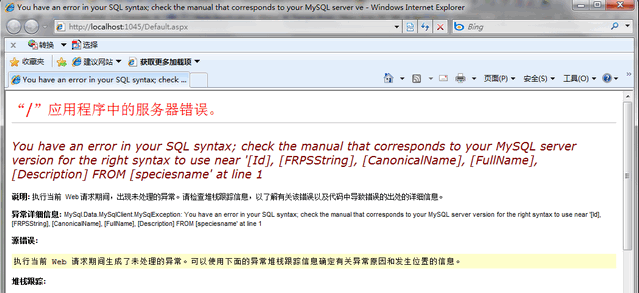 You have an error in your SQL syntax; check the manual that corresponds to your MySQL server ve - Windows Internet Explorer
http://localhost:1045/Default.aspx
Bing
x 转换 选择
收藏夹 建议网站 获取更多附加项
You have an error in your SQL syntax; check ...
页面(P) 安全(S) 工具(O)
“/”应用程序中的服务器错误。
You have an error in your SQL syntax; check the manual that corresponds to your MySQL server
version for the right syntax to use near '[Id], [FRPSString], [CanonicalName], [FullName],
[Description] FROM [speciesname' at line 1
说明: 执行当前 Web 请求期间，出现未处理的异常。请检查堆栈跟踪信息，以了解有关该错误以及代码中导致错误的出处的详细信息。
异常详细信息: MySql.Data.MySqlClient.MySqlException: You have an error in your SQL syntax; check the manual that corresponds to your MySQL server version for the right syntax to use near '[Id],
[FRPSString], [CanonicalName], [FullName], [Description] FROM [speciesname' at line 1
源错误:
执行当前 Web 请求期间生成了未处理的异常。可以使用下面的异常堆栈跟踪信息确定有关异常原因和发生位置的信息。
堆栈跟踪: